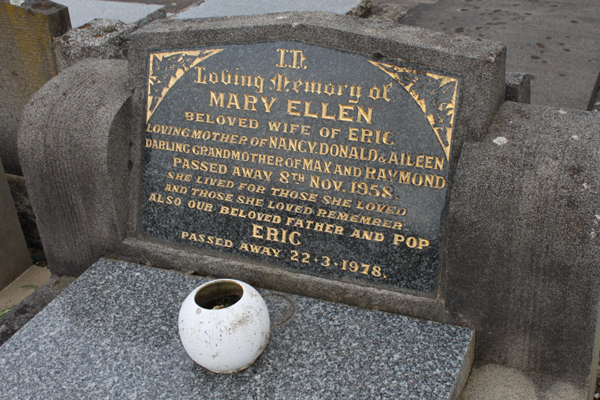 In
Loving Memory of
MARY ELLEN
BELOVED WIFE OF ERIC
LOVING MOTHER OF NANCY, DONALD & AILEEN
DARLING GRANDMOTHER OF MAX AND RAYMOND
PASSED AWAY 8TH NOV. 1958.
SHE LIVED FOR THOSE SHE LOVED
AND THOSE SHE LOVED REMEMBER.
ALSO OUR BELOVED FATHER AND POP
ERIC
PASSED AWAY 22-3-1978.